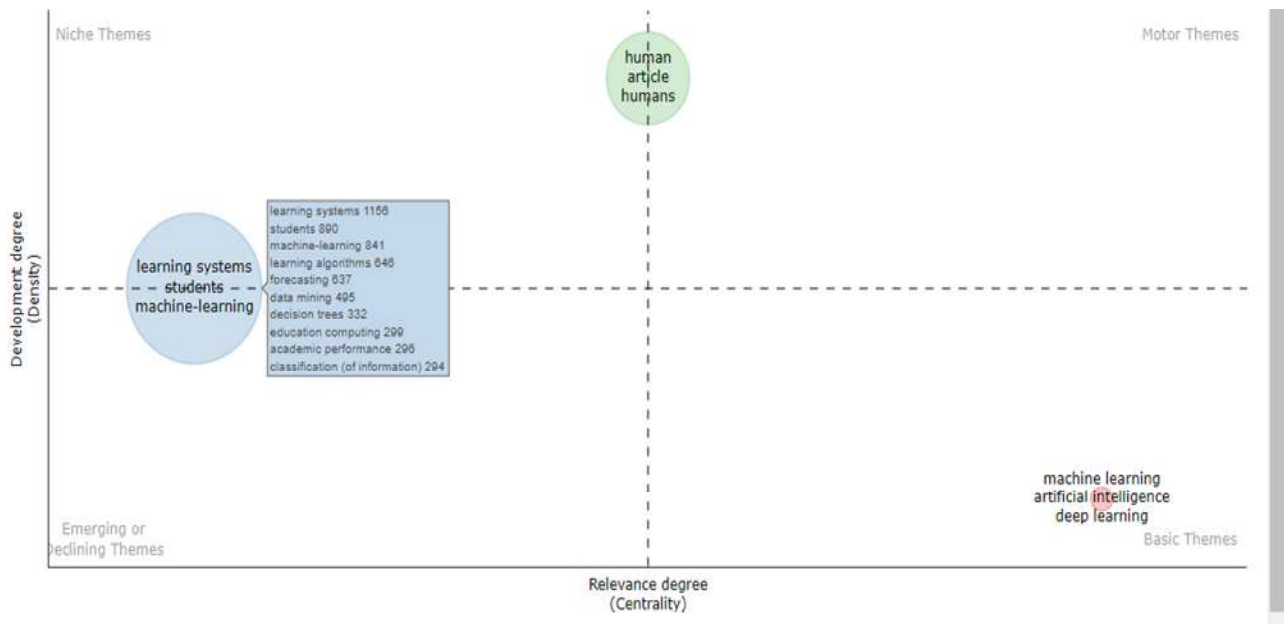 Niche Themes
Motor Themes
human
article
humans
learning systems 1156
students 890
machine-learning 841
learning algorithms 646
forecasting 637
data mining 495
decision trees 332
education computing 299
academic performance 296
classification (of information) 294
learning systems
students
machine-learning
Development degree
(Density)
machine learning
artificial intelligence
deep learning
Emerging or
Declining Themes
Basic Themes
Relevance degree
(Centrality)